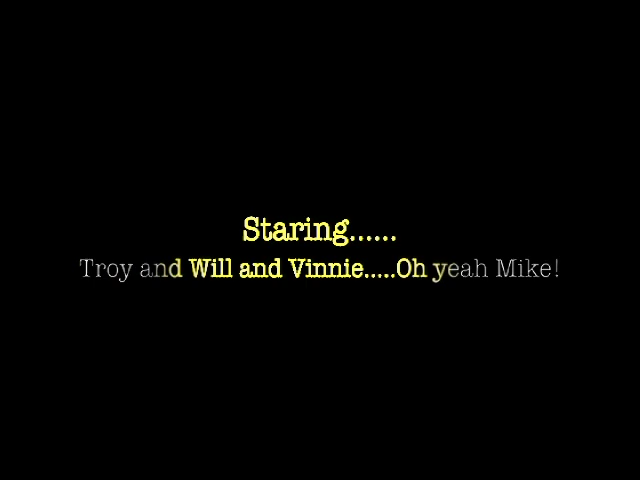 Staring......
Troy and Will and Vinnie.....Oh yeah Mike!